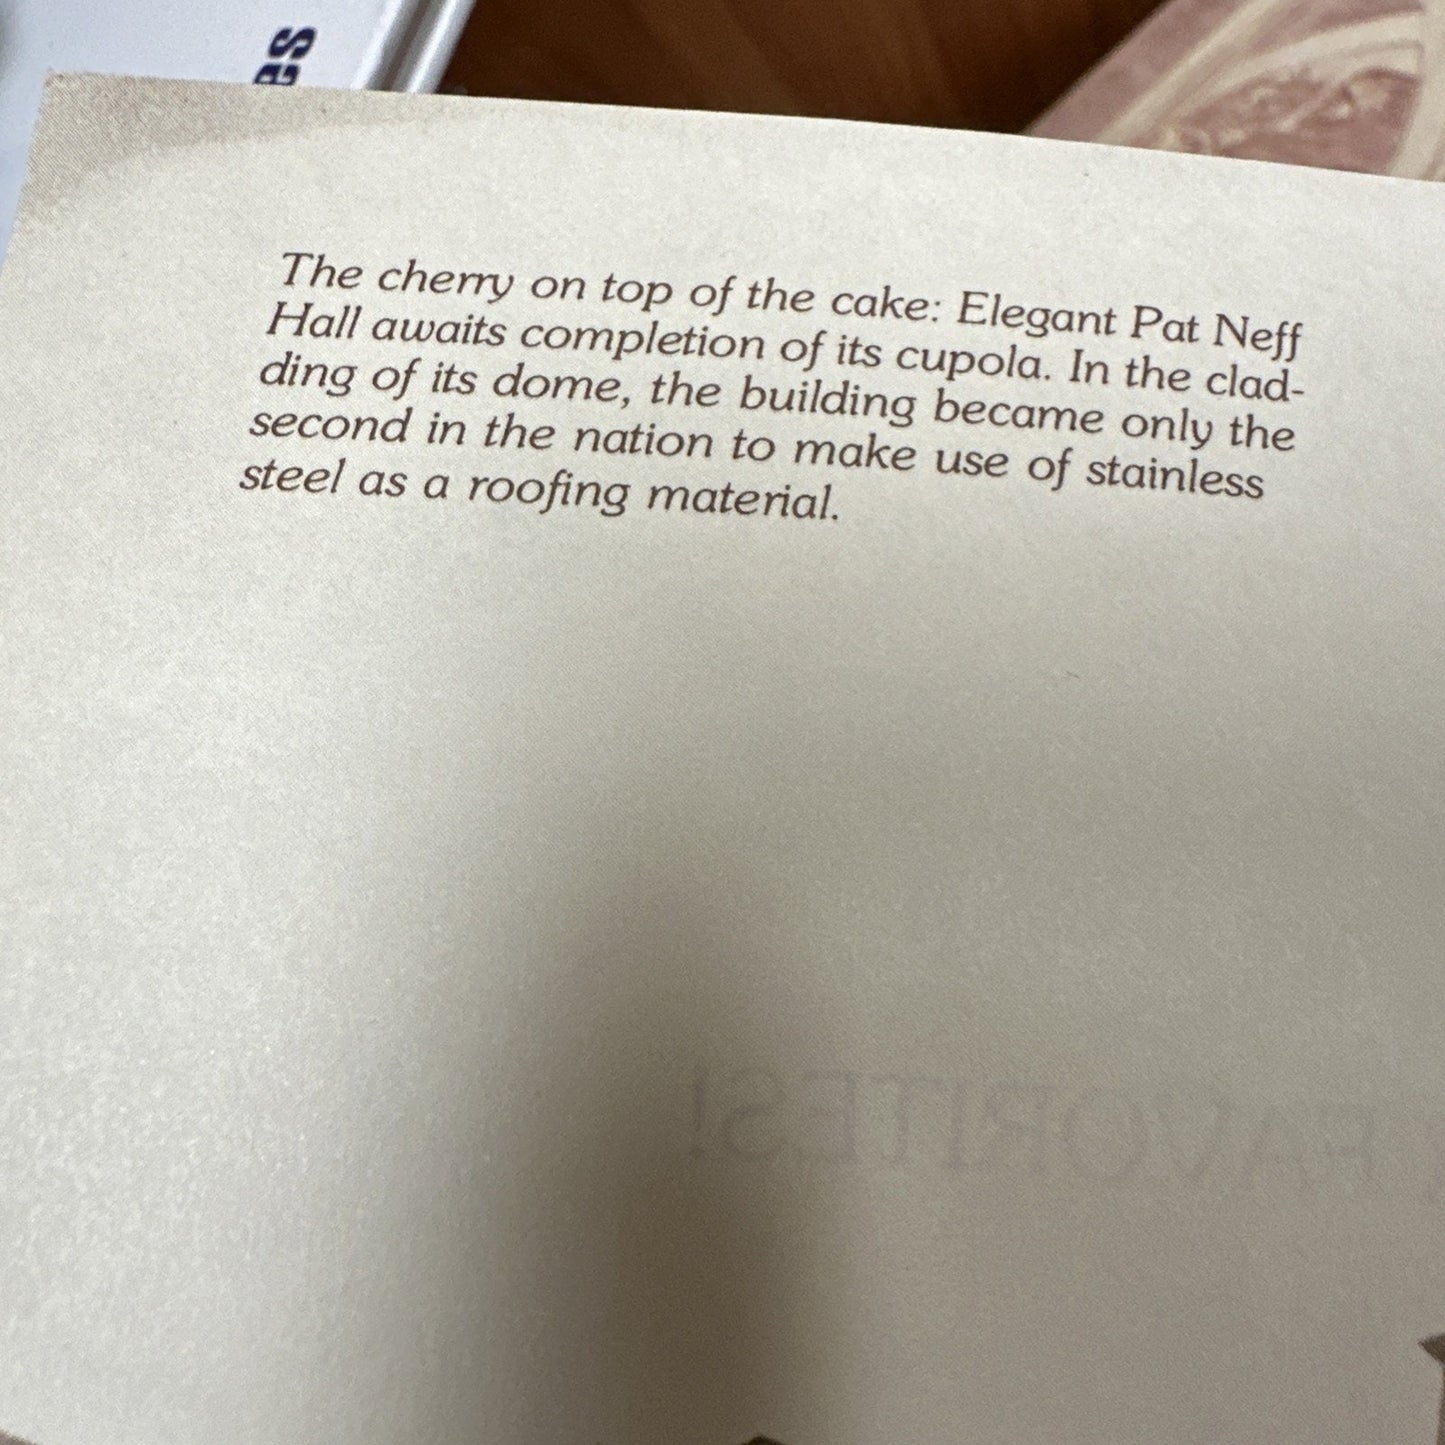 es
The cherry on top of the cake: Elegant Pat Neff
Hall awaits completion of its cupola. In the clad-
ding of its dome, the building became only the
second in the nation to make use of stainless
steel as a roofing material.
FAVORITES!